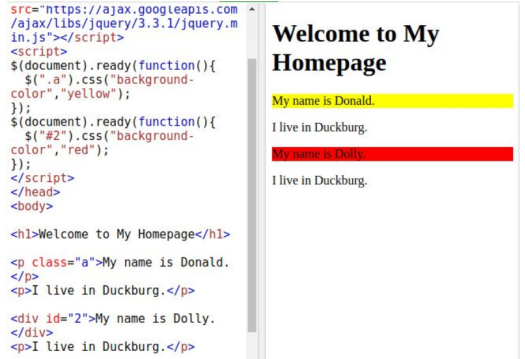 src="https://ajax.googleapis.com
/ajax/libs/jquery/3.3.1/jquery.m
in.js"></script>
<script>
$(document).ready(function(){
  $(".a").css("background-
color","yellow");
});
$(document).ready(function(){
  $("#2").css("background-
color","red");
});
</script>
</head>
<body>

<h1>Welcome to My Homepage</h1>

<p class="a">My name is Donald.
</p>
<p>I live in Duckburg.</p>

<div id="2">My name is Dolly.
</div>
<p>I live in Duckburg.</p>
Welcome to My
Homepage
My name is Donald.
I live in Duckburg.
My name is Dolly.
I live in Duckburg.